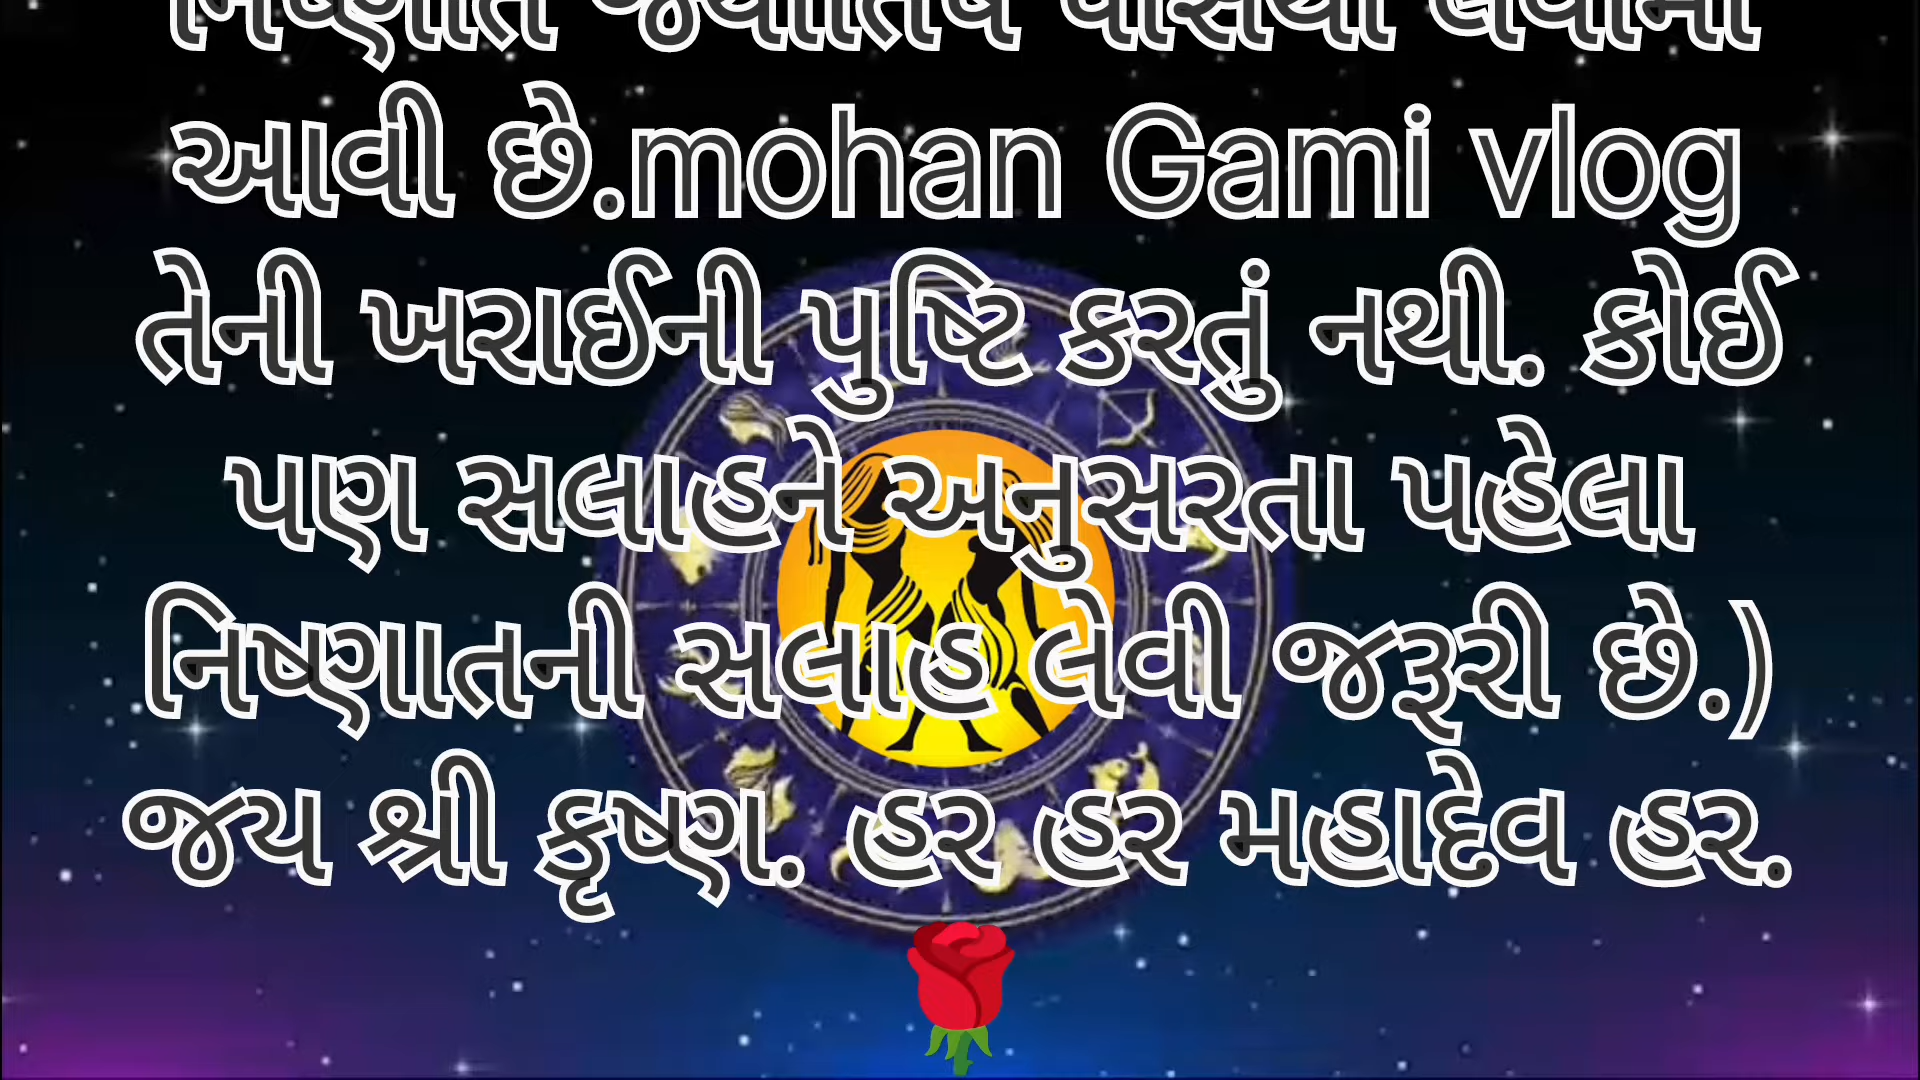 નિષ્ણાત જ્યોતિષ પાસેથી લેવામાં
આવી છે.mohan Gami vlog
તેની ખરાઈની પુષ્ટિ કરતું નથી. કોઈ
પણ સલાહને અનુસરતા પહેલા
નિષ્ણાતની સલાહ લેવી જરૂરી છે.)
જય શ્રી કૃષ્ણ. હર હર મહાદેવ હર.